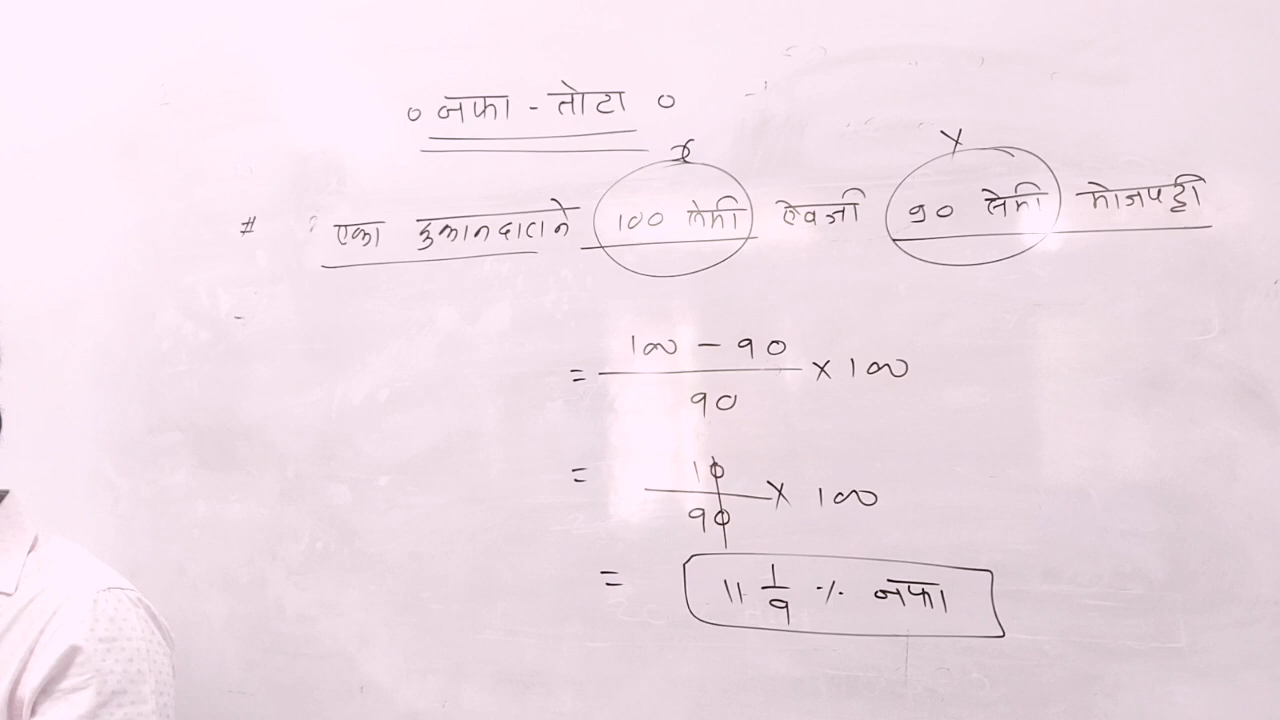 ० नफा - तोटा ०
# एका दुकानदाराने 100 सेमी ऐवजी 90 सेमी मोजपट्टी
= 100 - 90 / 90 × 100
= 10 / 90 × 100
= 11 1/9 % नफा